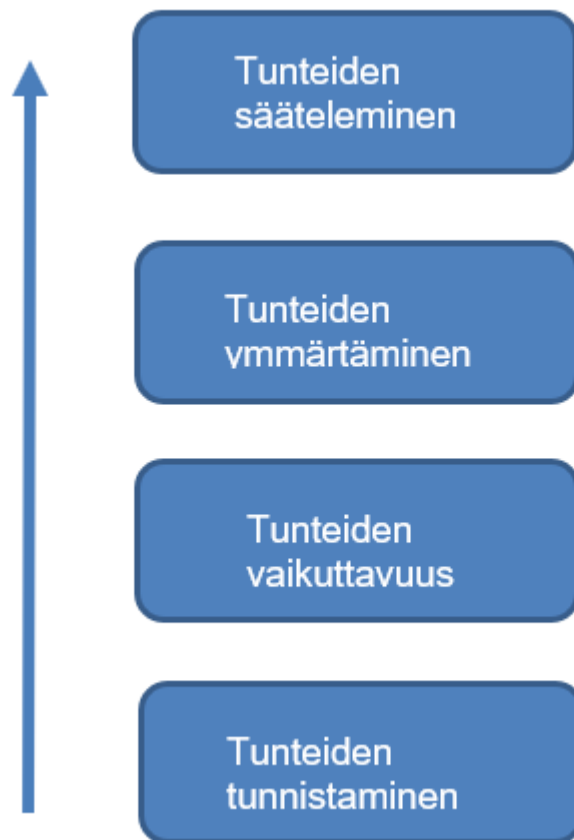 Tunteiden
sääteleminen
Tunteiden
ymmärtäminen
Tunteiden
vaikuttavuus
Tunteiden
tunnistaminen